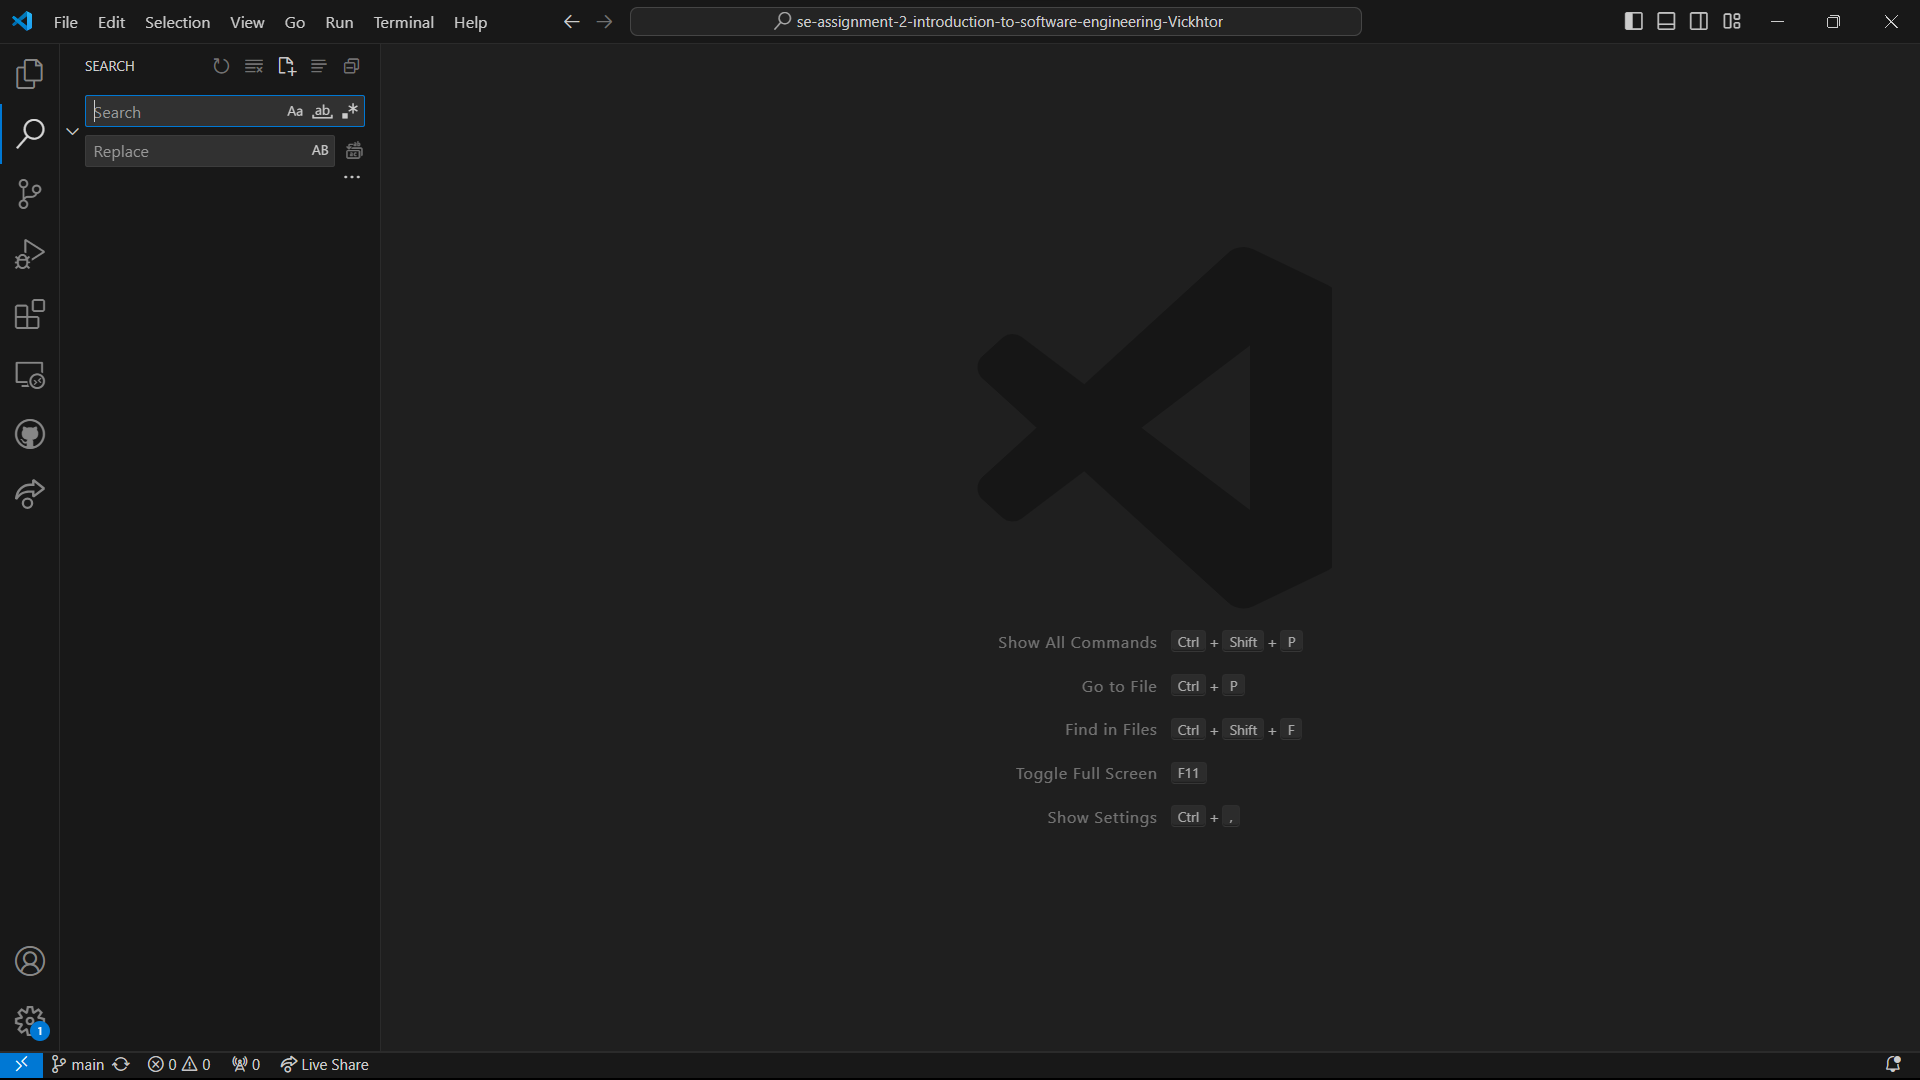 File Edit Selection View Go Run Terminal Help
se-assignment-2-introduction-to-software-engineering-Vickhtor
SEARCH
Search Aa ab .*
Replace AB
...
Show All Commands Ctrl + Shift + P
Go to File Ctrl + P
Find in Files Ctrl + Shift + F
Toggle Full Screen F11
Show Settings Ctrl + ,
1
main 0 0 0 Live Share